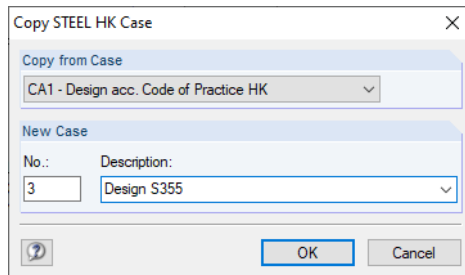 Copy STEEL HK Case
Copy from Case
CA1 - Design acc. Code of Practice HK
New Case
No.: Description:
3 Design S355
OK Cancel